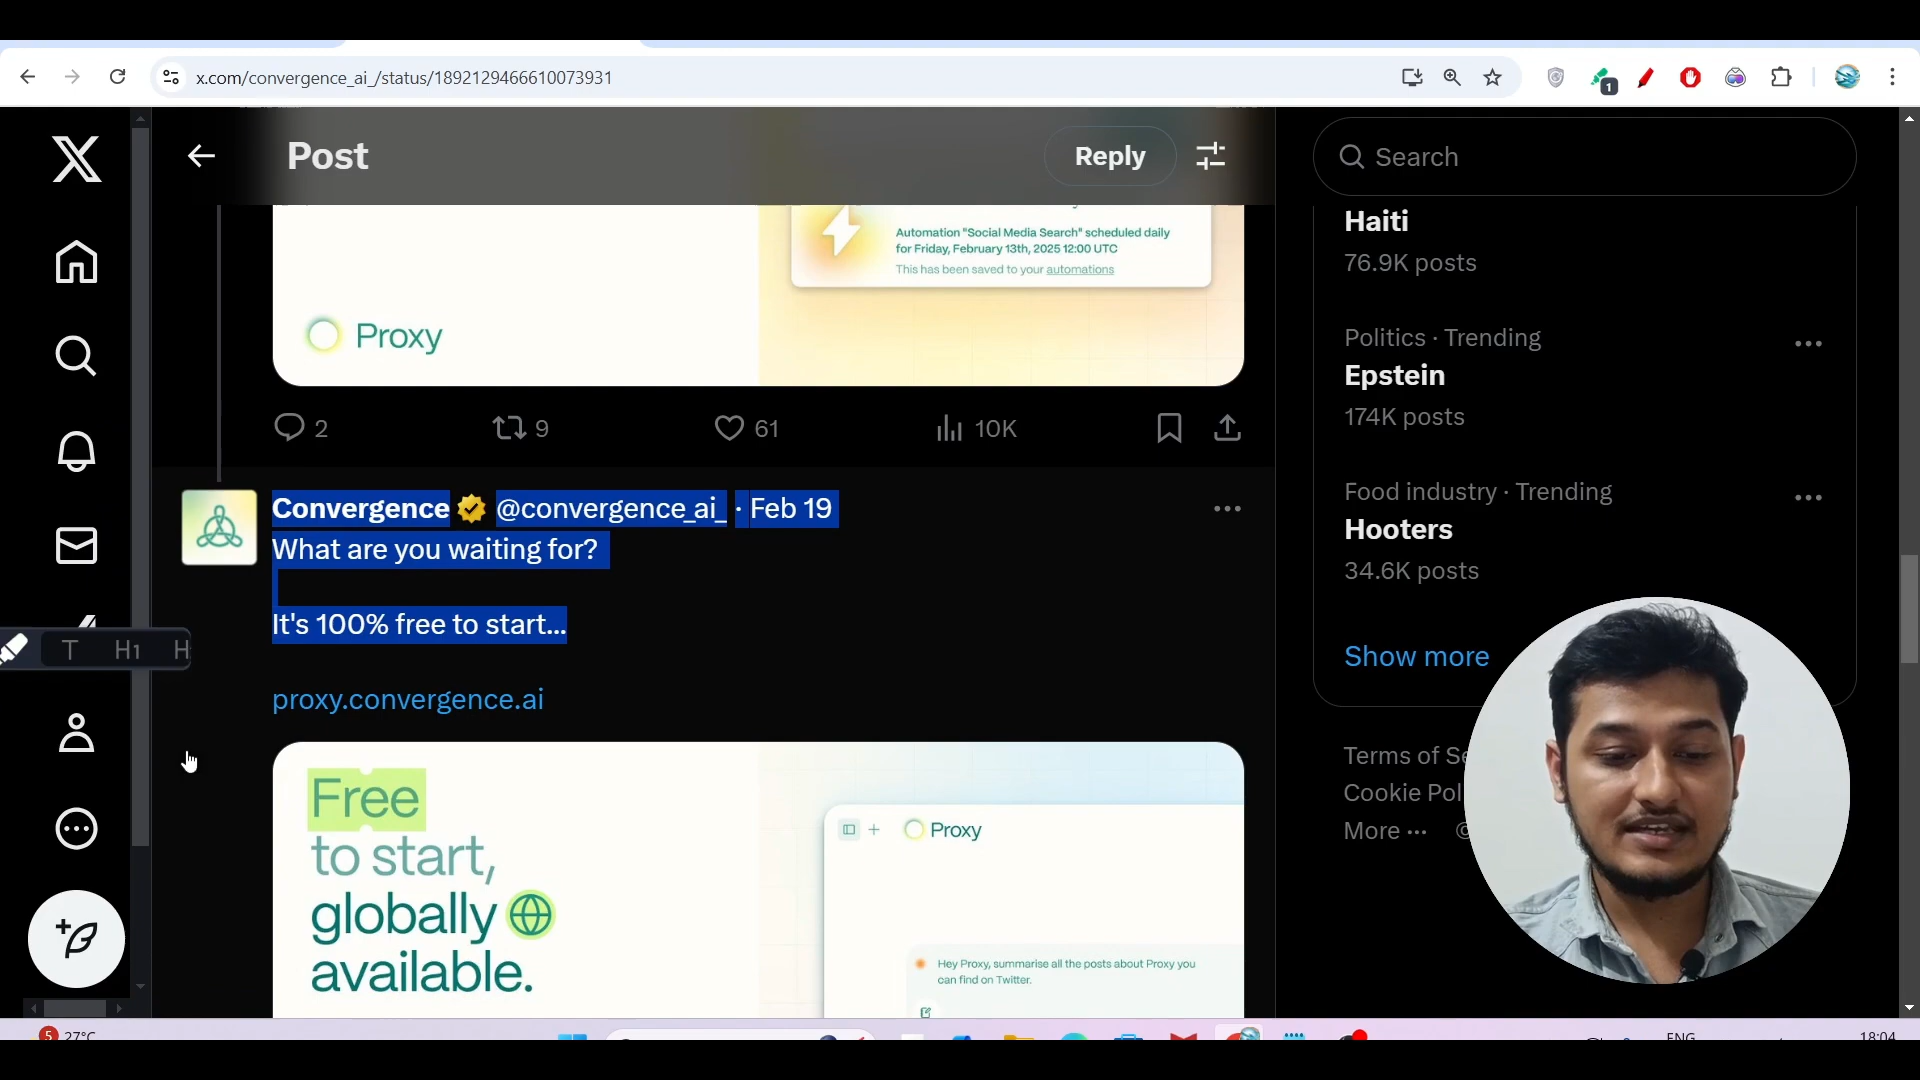 x.com/convergence_ai_/status/1892129466610073931
1
Post
Reply
Search
Automation "Social Media Search" scheduled daily
for Friday, February 13th, 2025 12:00 UTC
This has been saved to your automations
Proxy
2
9
61
10K
Convergence @convergence_ai_ · Feb 19
What are you waiting for?
It's 100% free to start...
proxy.convergence.ai
Free
to start,
globally
available.
Proxy
Hey Proxy, summarise all the posts about Proxy you
can find on Twitter.
Haiti
76.9K posts
Politics · Trending
Epstein
174K posts
Food industry · Trending
Hooters
34.6K posts
Show more
Terms of Se
Cookie Pol
More ···
T H1 H
5 27°C
ENG
18:04